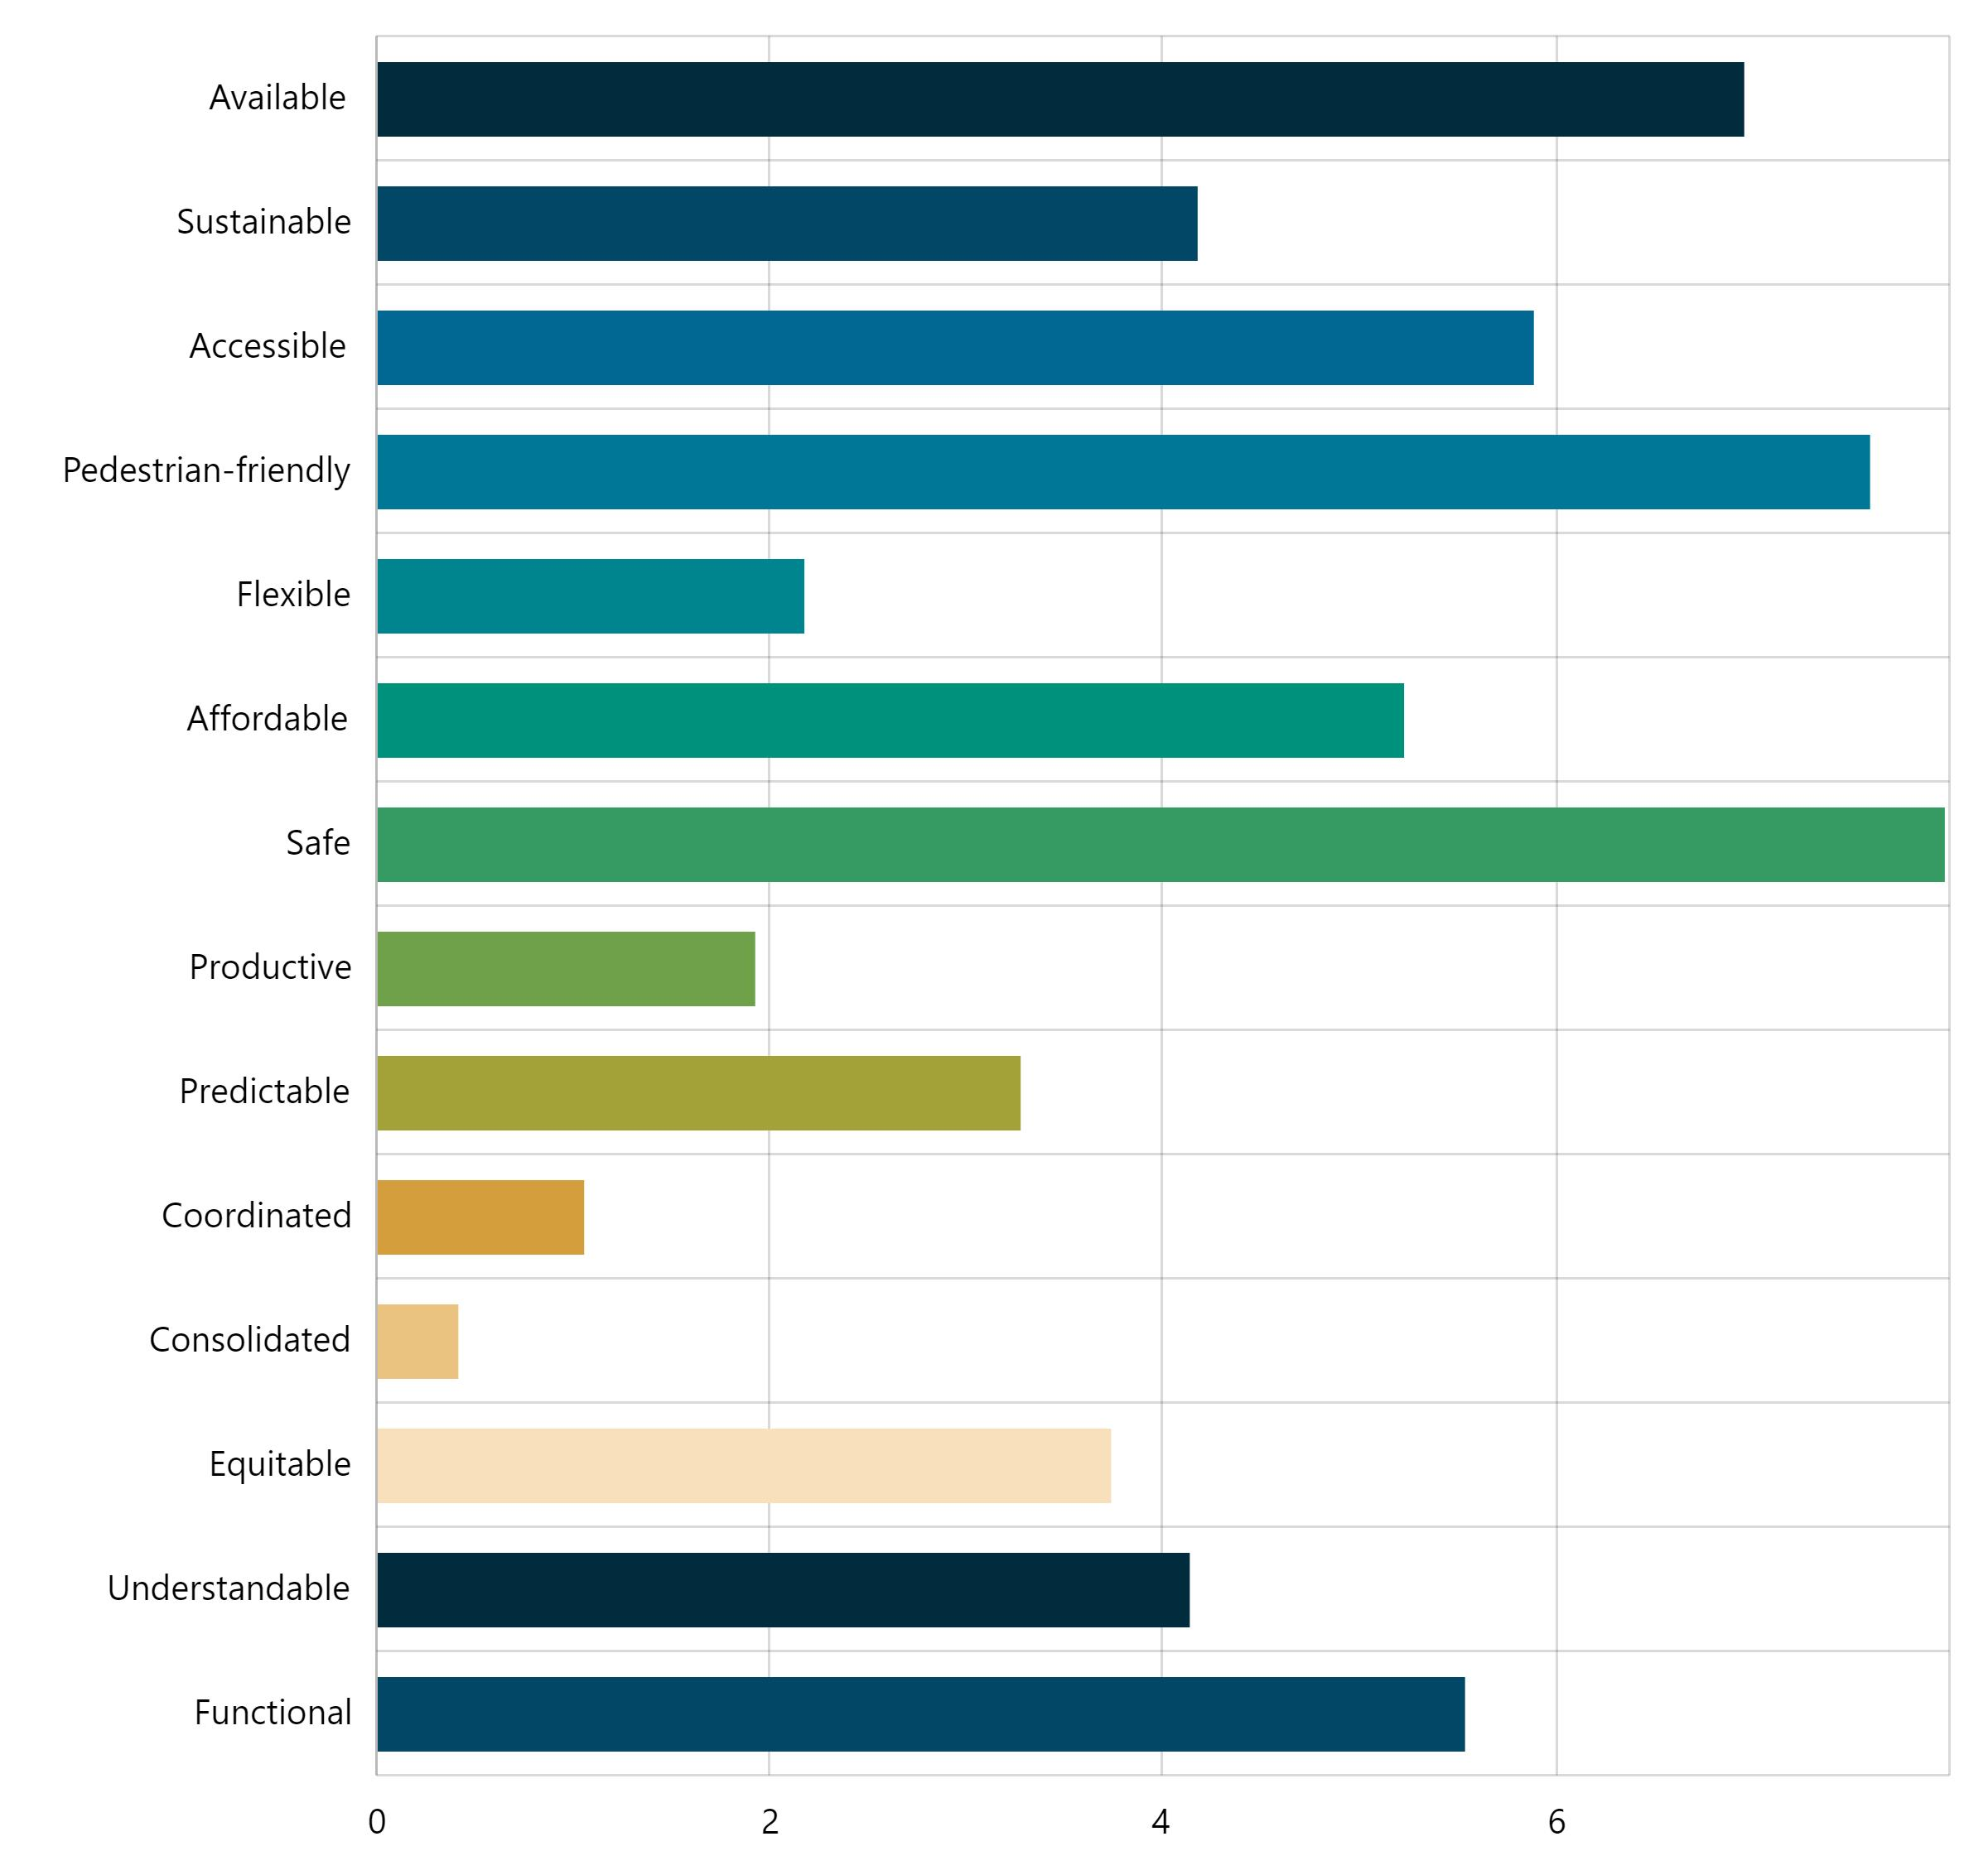 Available
Sustainable
Accessible
Pedestrian-friendly
Flexible
Affordable
Safe
Productive
Predictable
Coordinated
Consolidated
Equitable
Understandable
Functional
0 2 4 6